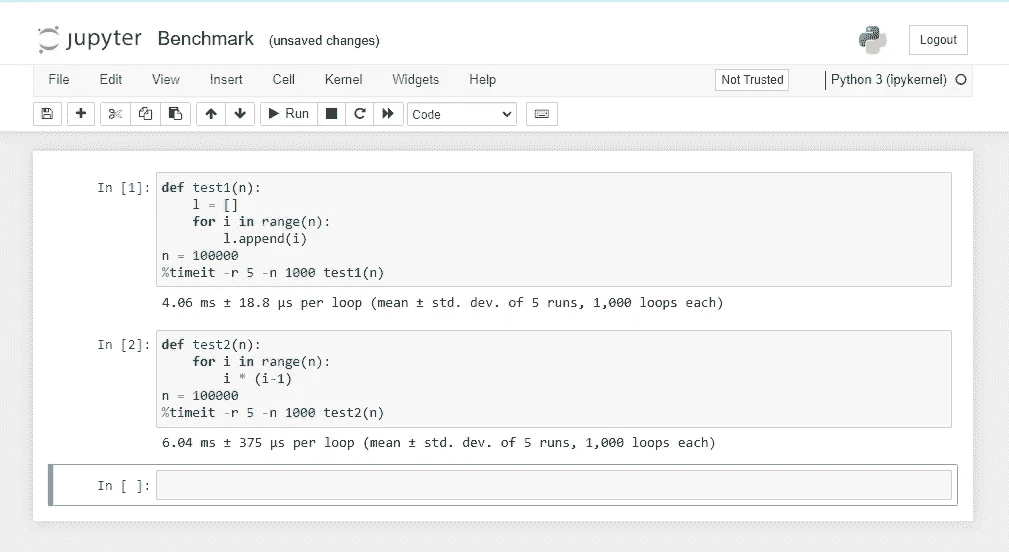 jupyter Benchmark (unsaved changes)
Logout
File Edit View Insert Cell Kernel Widgets Help
Not Trusted
Python 3 (ipykernel)
Run
Code
In [1]: def test1(n):
    l = []
    for i in range(n):
        l.append(i)
n = 100000
%timeit -r 5 -n 1000 test1(n)
4.06 ms ± 18.8 µs per loop (mean ± std. dev. of 5 runs, 1,000 loops each)
In [2]: def test2(n):
    for i in range(n):
        i * (i-1)
n = 100000
%timeit -r 5 -n 1000 test2(n)
6.04 ms ± 375 µs per loop (mean ± std. dev. of 5 runs, 1,000 loops each)
In [ ]: